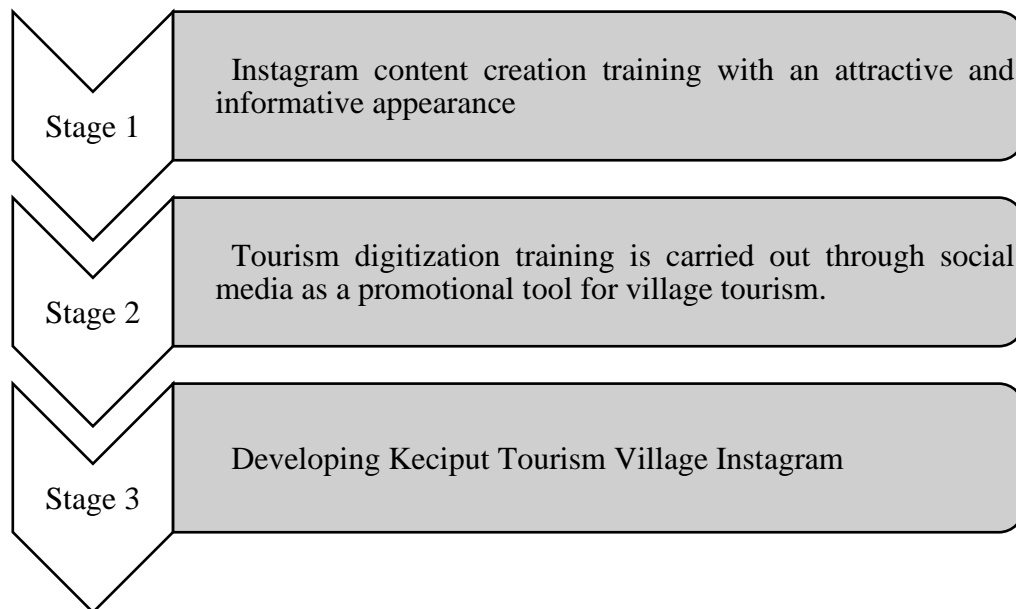 Stage 1
Instagram content creation training with an attractive and
informative appearance
Stage 2
Tourism digitization training is carried out through social
media as a promotional tool for village tourism.
Stage 3
Developing Keciput Tourism Village Instagram